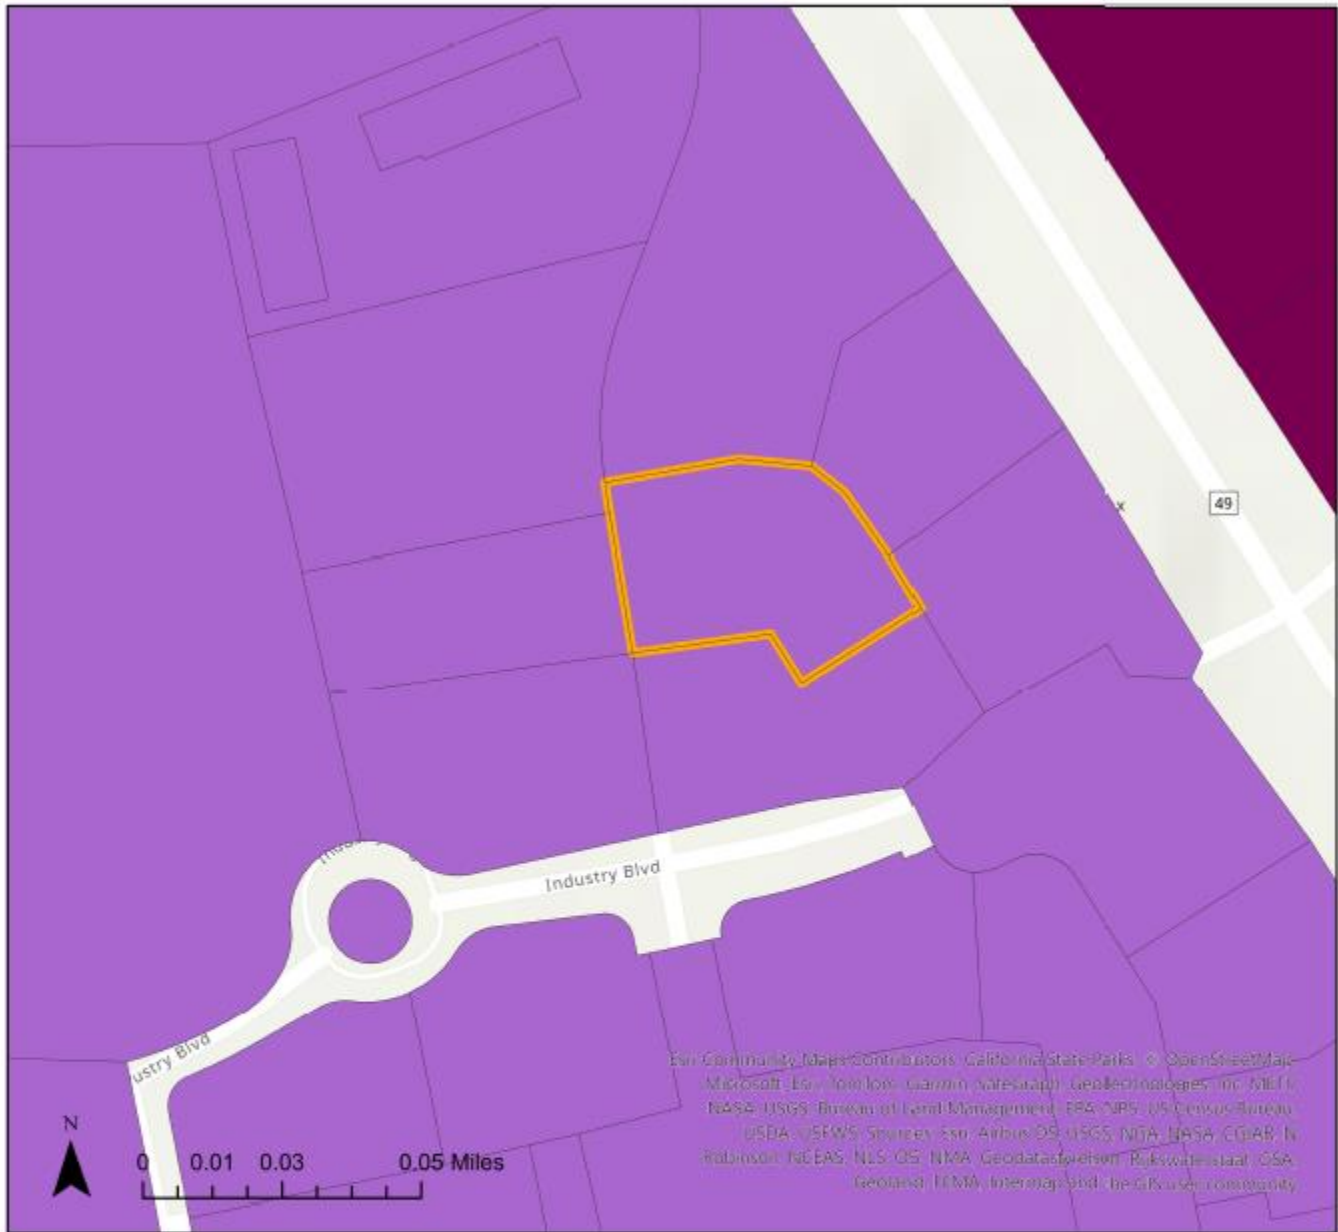 x
49
Indus
Industry Blvd
ustry Blvd
Esri Community Maps Contributors, California State Parks, © OpenStreetMap,
Microsoft, Esri, TomTom, Garmin, SafeGraph, GeoTechnologies, Inc, METI/
NASA, USGS, Bureau of Land Management, EPA, NPS, US Census Bureau,
USDA, USFWS, Sources: Esri, Airbus DS, USGS, NGA, NASA, CGIAR, N
Robinson, NCEAS, NLS, OS, NMA, Geodatastyrelsen, Rijkswaterstaat, GSA,
Geoland, FEMA, Intermap and the GIS user community
N
0 0.01 0.03 0.05 Miles